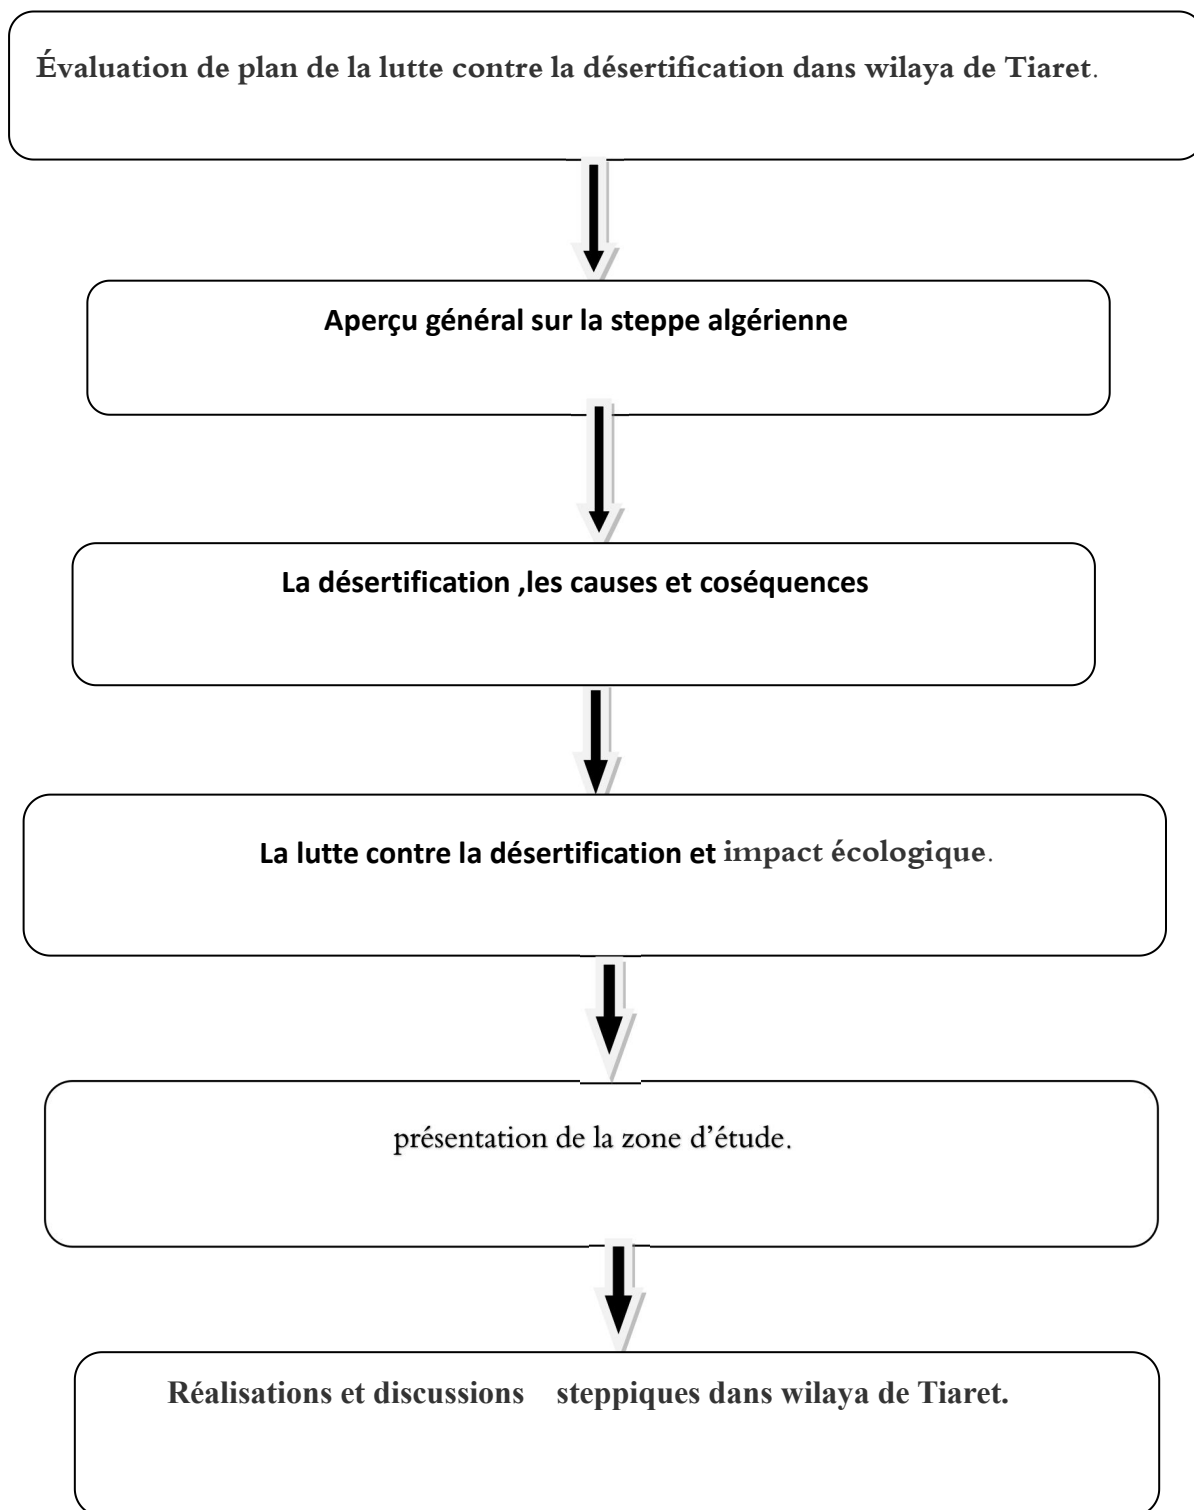 Évaluation de plan de la lutte contre la désertification dans wilaya de Tiaret.
Aperçu général sur la steppe algérienne
La désertification ,les causes et coséquences
La lutte contre la désertification et impact écologique.
présentation de la zone d’étude.
Réalisations et discussions steppiques dans wilaya de Tiaret.